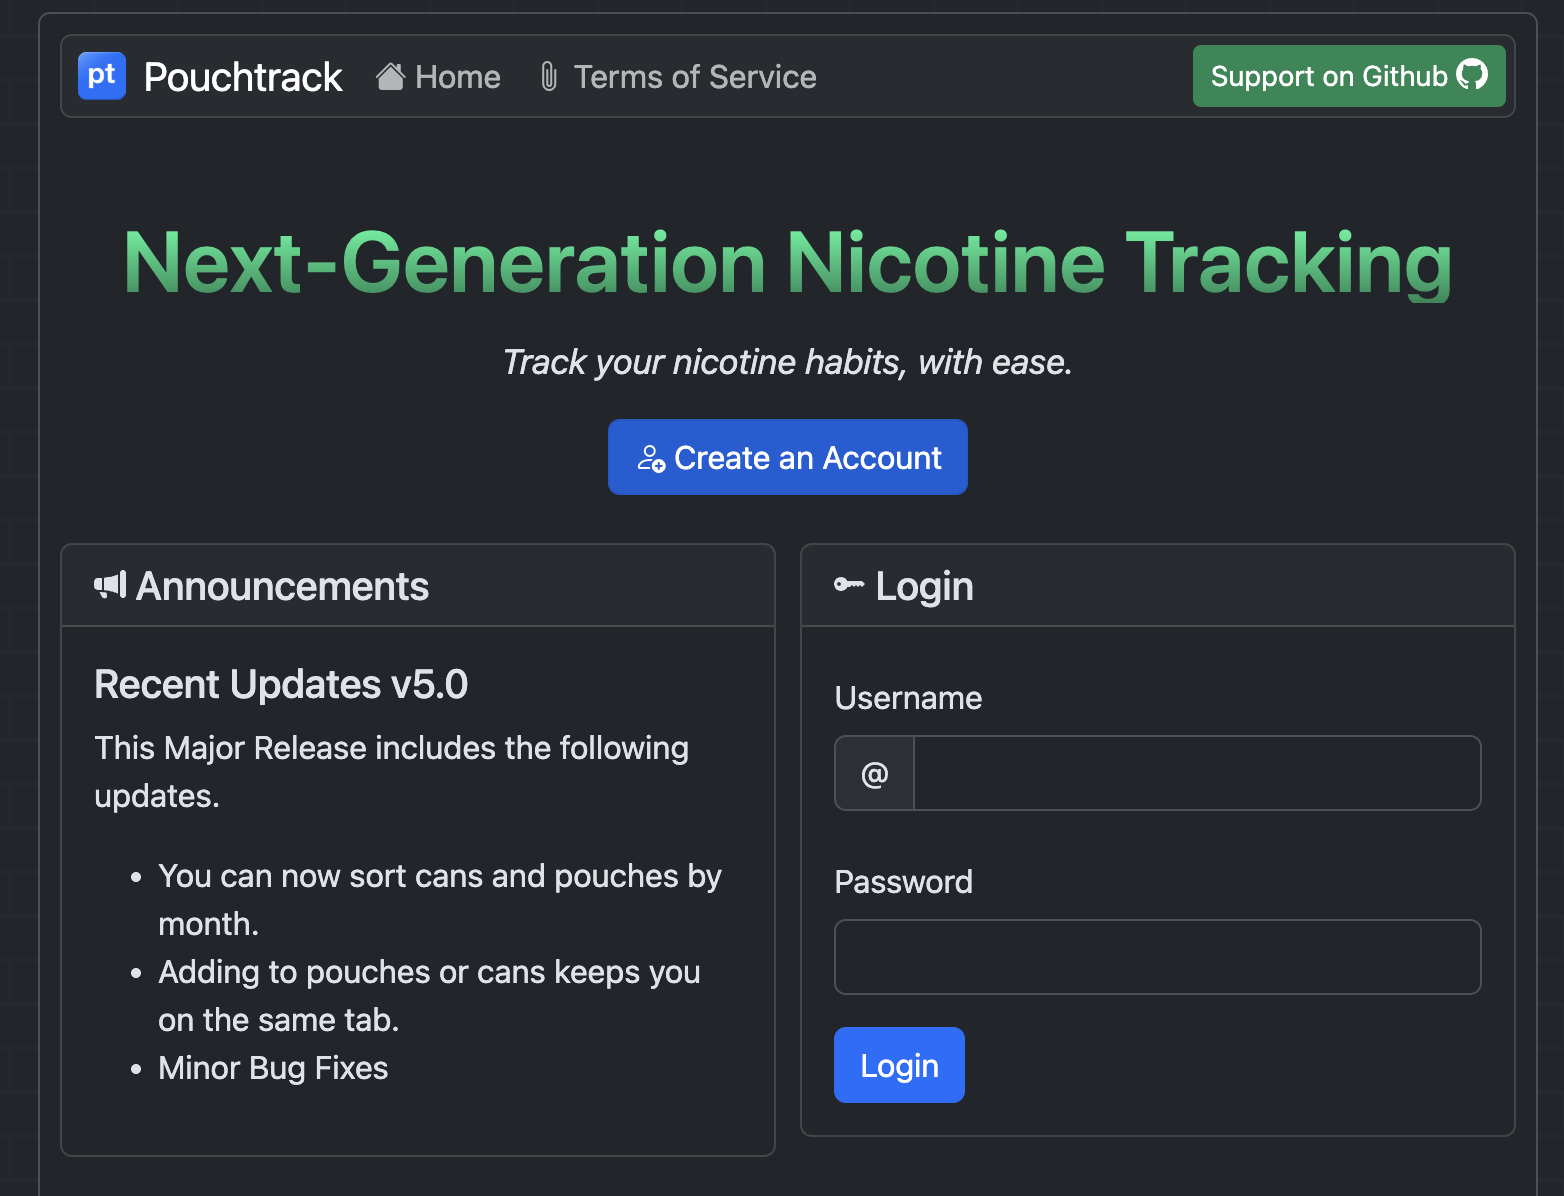 pt Pouchtrack Home Terms of Service Support on Github
Next-Generation Nicotine Tracking
Track your nicotine habits, with ease.
Create an Account
Announcements
Recent Updates v5.0
This Major Release includes the following
updates.
• You can now sort cans and pouches by
month.
• Adding to pouches or cans keeps you
on the same tab.
• Minor Bug Fixes
Login
Username
@
Password
Login